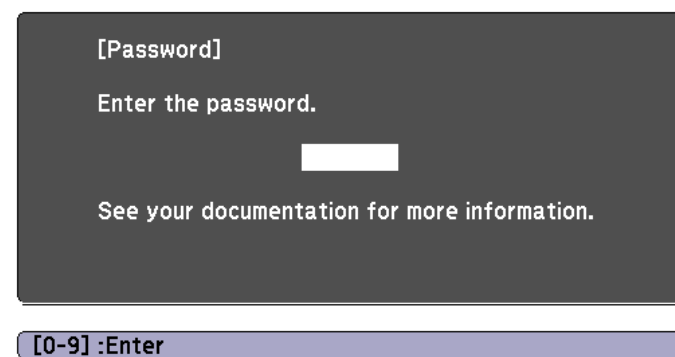 [Password]
Enter the password.
See your documentation for more information.
[0-9] :Enter